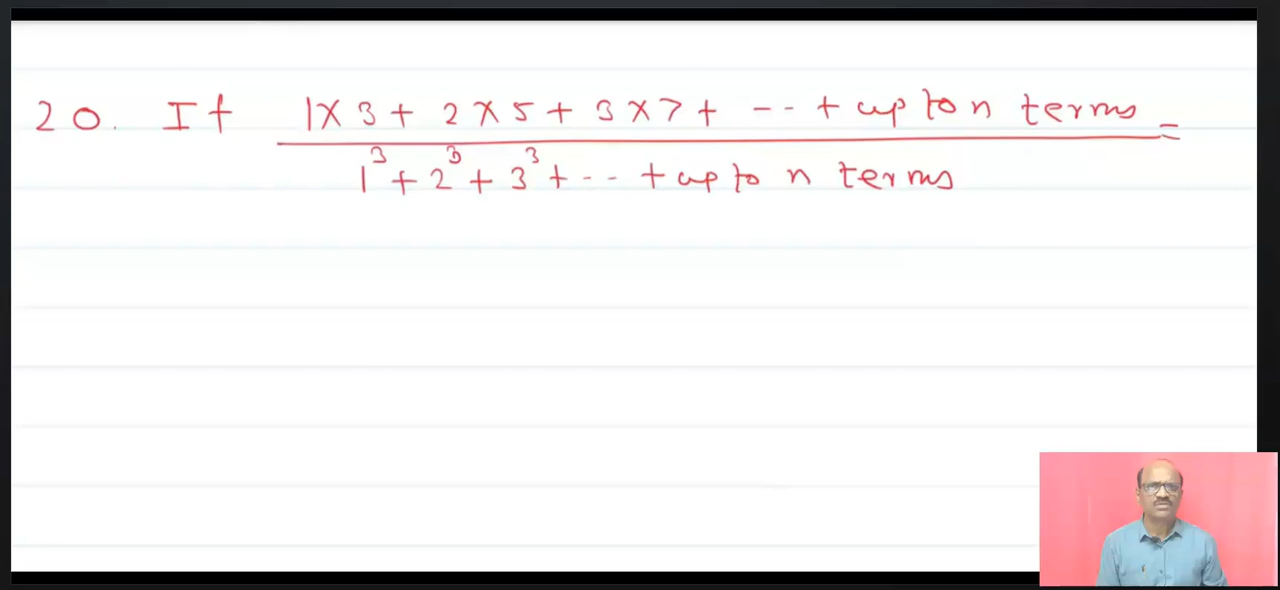 20. If 1×3 + 2×5 + 3×7 + -- + up to n terms =
1³ + 2³ + 3³ + -- + up to n terms